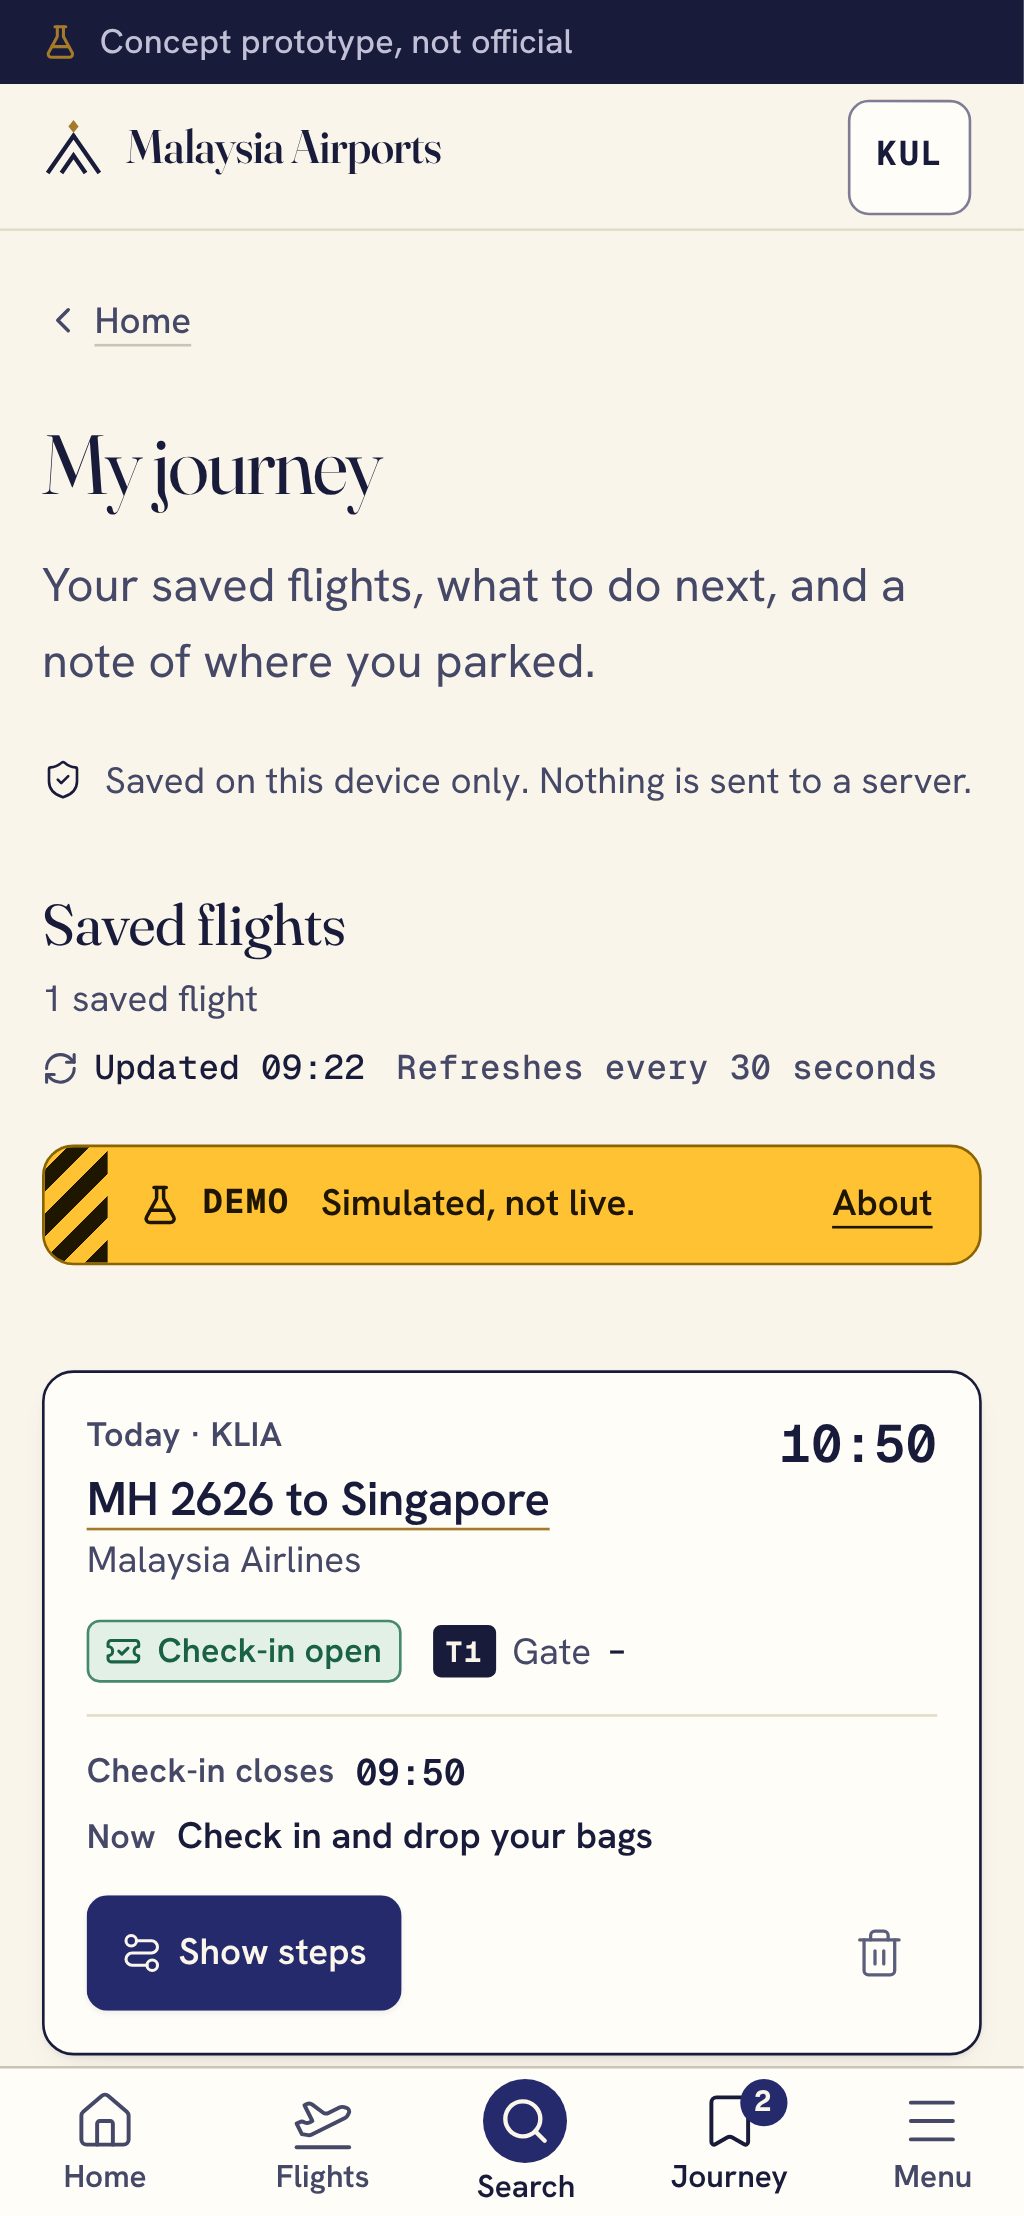 Concept prototype, not official
Malaysia Airports
KUL
Home
My journey
Your saved flights, what to do next, and a
note of where you parked.
Saved on this device only. Nothing is sent to a server.
Saved flights
1 saved flight
Updated 09:22 Refreshes every 30 seconds
DEMO Simulated, not live. About
Today · KLIA
10:50
MH 2626 to Singapore
Malaysia Airlines
Check-in open T1 Gate –
Check-in closes 09:50
Now Check in and drop your bags
Show steps
2
Home Flights Search Journey Menu